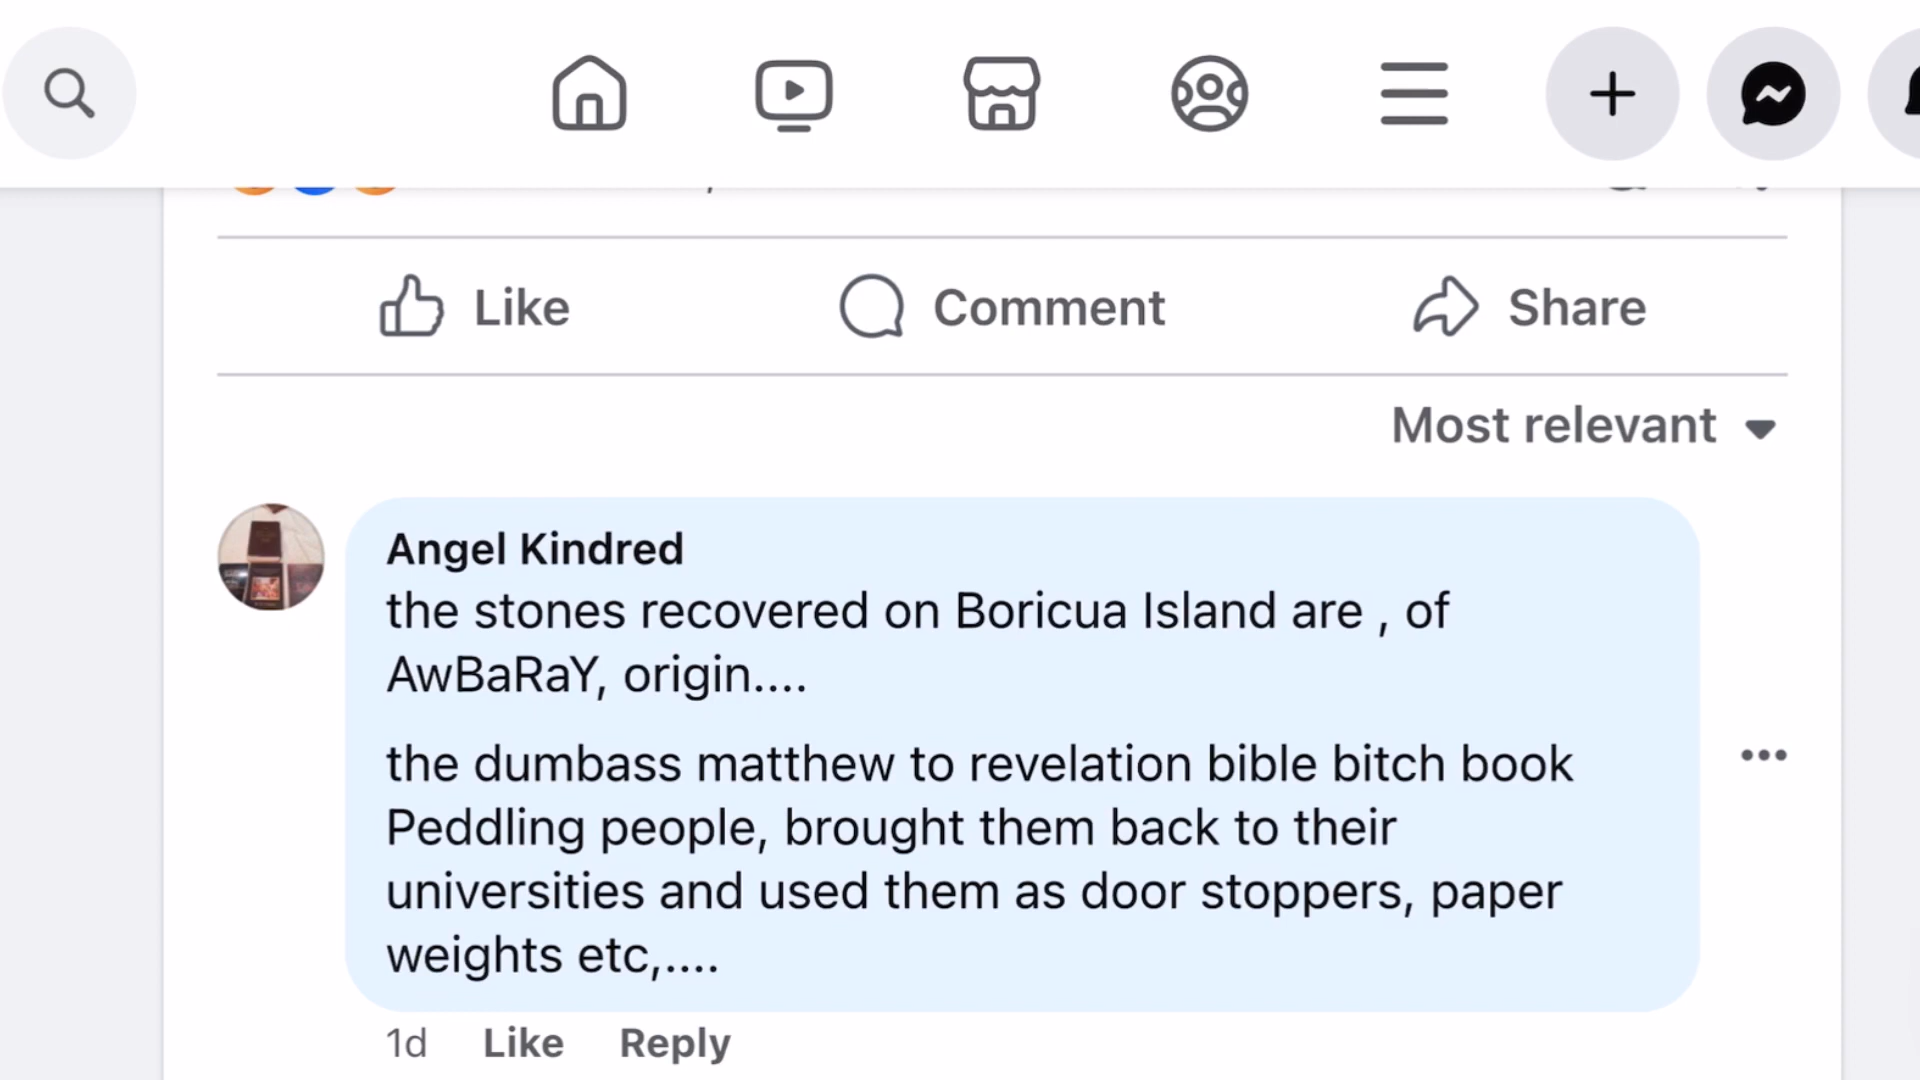 Like
Comment
Share
Most relevant
Angel Kindred
the stones recovered on Boricua Island are , of
AwBaRaY, origin....
the dumbass matthew to revelation bible bitch book
Peddling people, brought them back to their
universities and used them as door stoppers, paper
weights etc,....
1d
Like
Reply